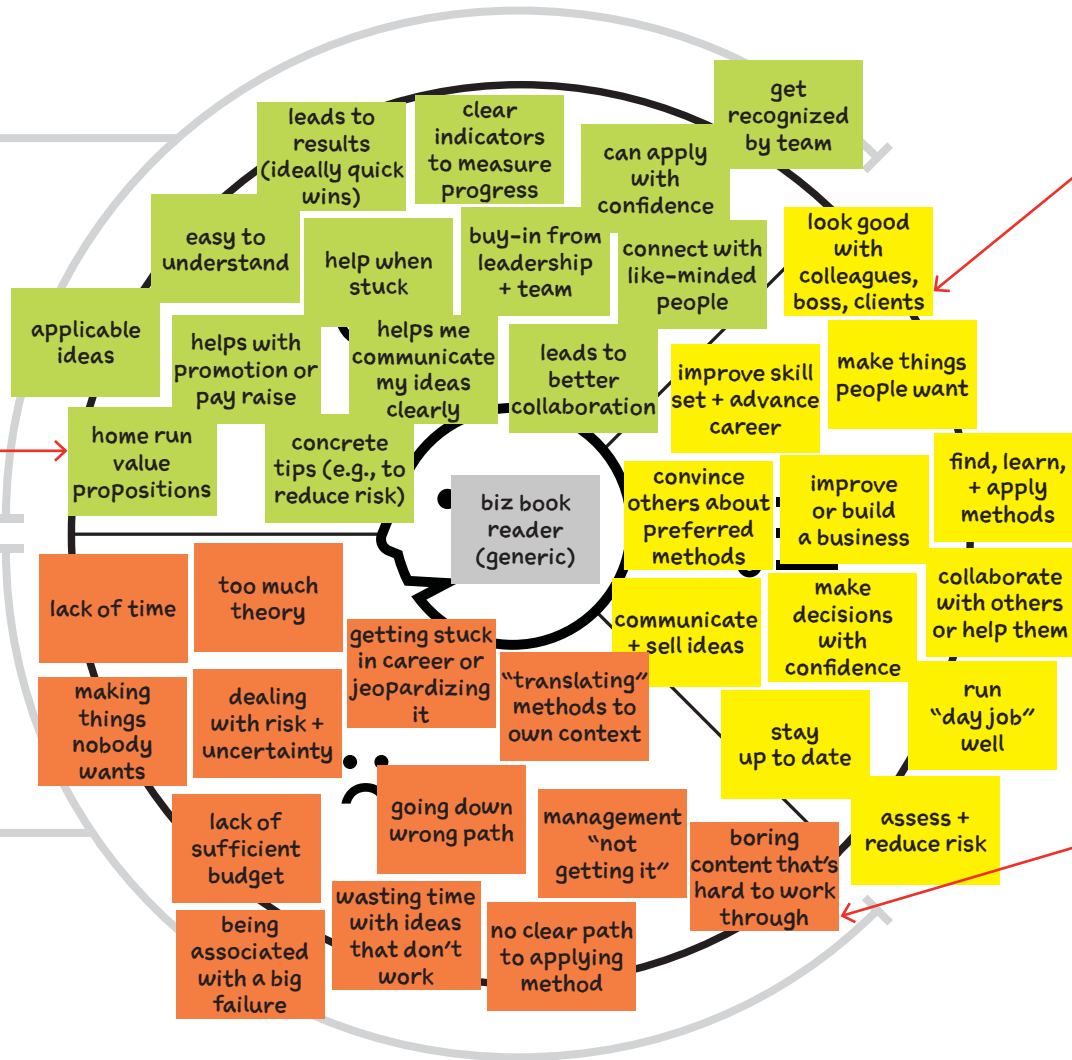 get
recognized
by team
leads to
results
(ideally quick
wins)
clear
indicators
to measure
progress
can apply
with
confidence
easy to
understand
help when
stuck
buy-in from
leadership
+ team
connect with
like-minded
people
applicable
ideas
helps with
promotion or
pay raise
helps me
communicate
my ideas
clearly
leads to
better
collaboration
home run
value
propositions
concrete
tips (e.g., to
reduce risk)
biz book
reader
(generic)
look good
with
colleagues,
boss, clients
make things
people want
improve skill
set + advance
career
find, learn,
+ apply
methods
convince
others about
preferred
methods
improve
or build
a business
collaborate
with others
or help them
communicate
+ sell ideas
make
decisions
with
confidence
run
“day job”
well
stay
up to date
assess +
reduce risk
lack of time
too much
theory
getting stuck
in career or
jeopardizing
it
“translating”
methods to
own context
making
things
nobody
wants
dealing
with risk +
uncertainty
going down
wrong path
management
“not
getting it”
boring
content that’s
hard to work
through
lack of
sufficient
budget
being
associated
with a big
failure
wasting time
with ideas
that don’t
work
no clear path
to applying
method